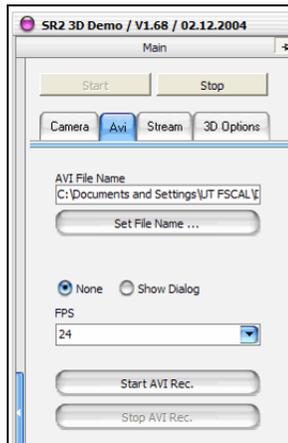 SR2 3D Demo / V1.68 / 02.12.2004
Main
Start Stop
Camera Avi Stream 3D Options
AVI File Name
C:\Documents and Settings\UT FSCAL\
Set File Name ...
None Show Dialog
FPS
24
Start AVI Rec.
Stop AVI Rec.